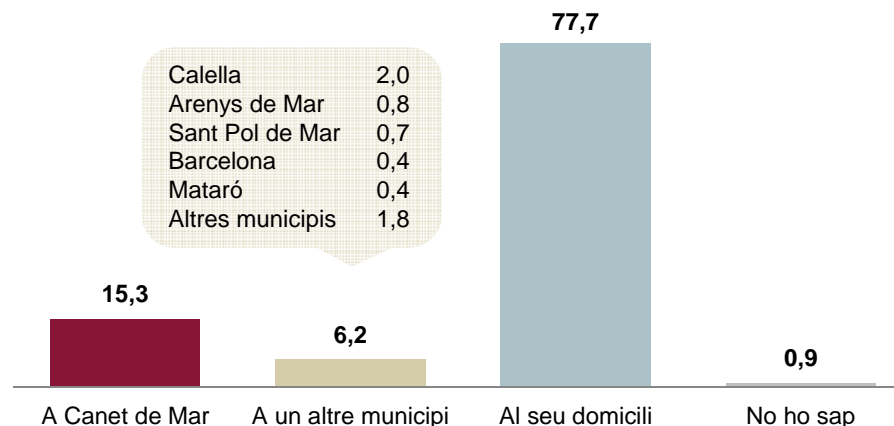 77,7
Calella 2,0
Arenys de Mar 0,8
Sant Pol de Mar 0,7
Barcelona 0,4
Mataró 0,4
Altres municipis 1,8
15,3
6,2
0,9
A Canet de Mar A un altre municipi Al seu domicili No ho sap